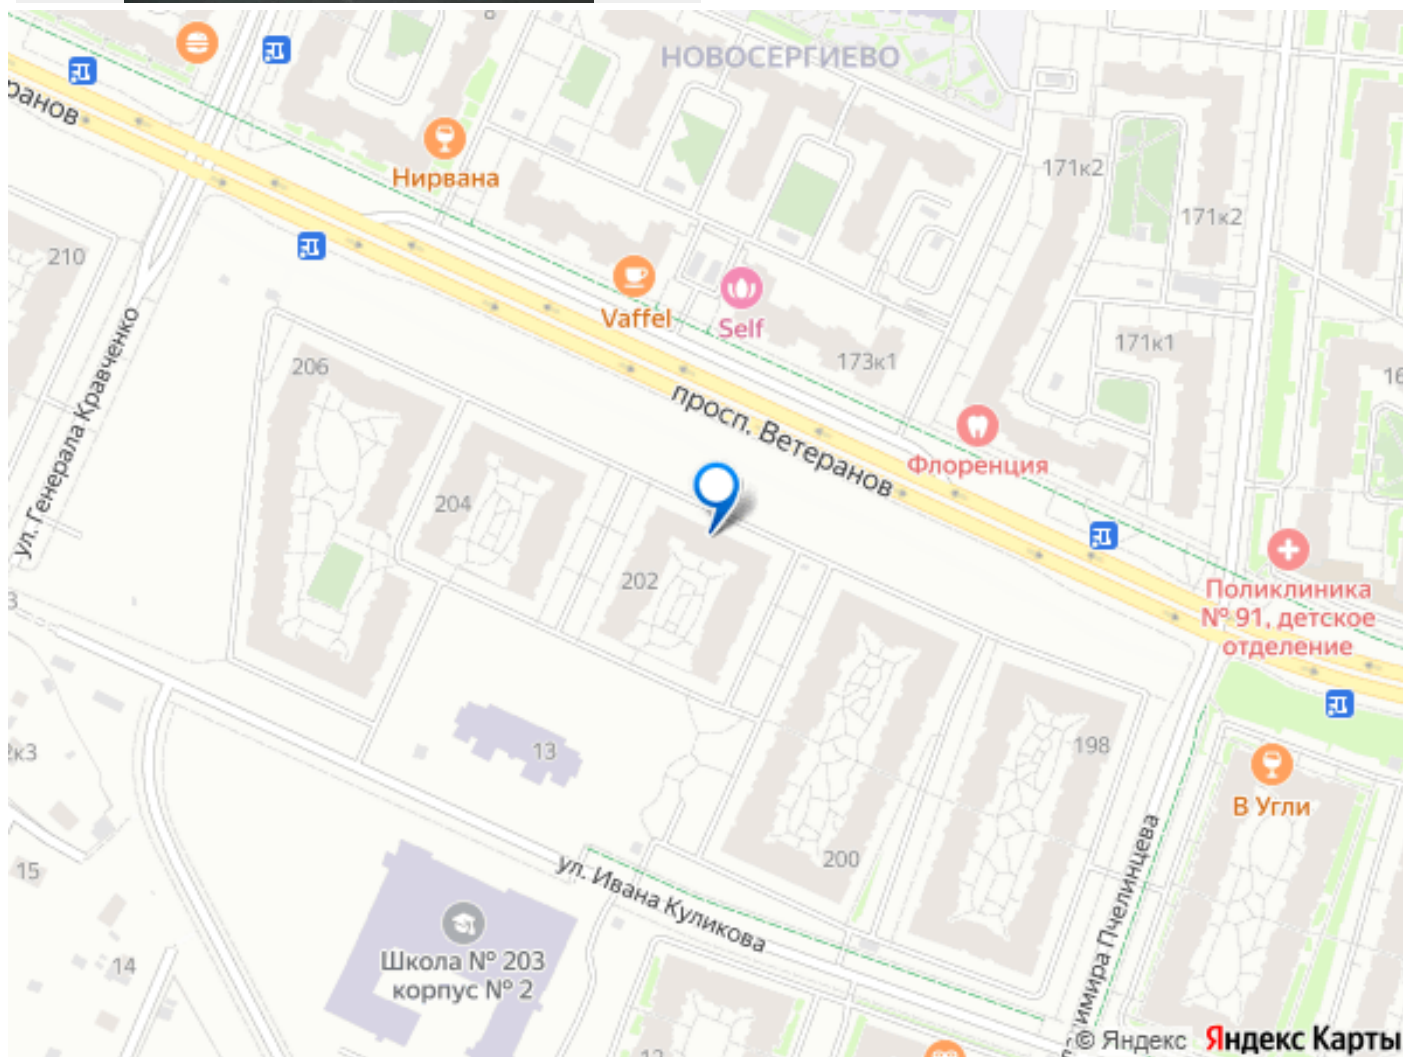 НОВОСЕРГИЕВО
Нирвана
171к2
171к2
210
Vaffel
Self
173к1
171к1
206
ул. Генерала Кравченко
просп. Ветеранов
Флоренция
204
202
Поликлиника
№ 91, детское
отделение
13
198
В Угли
200
15
ул. Ивана Куликова
Школа № 203
корпус № 2
14
© Яндекс Яндекс Карты